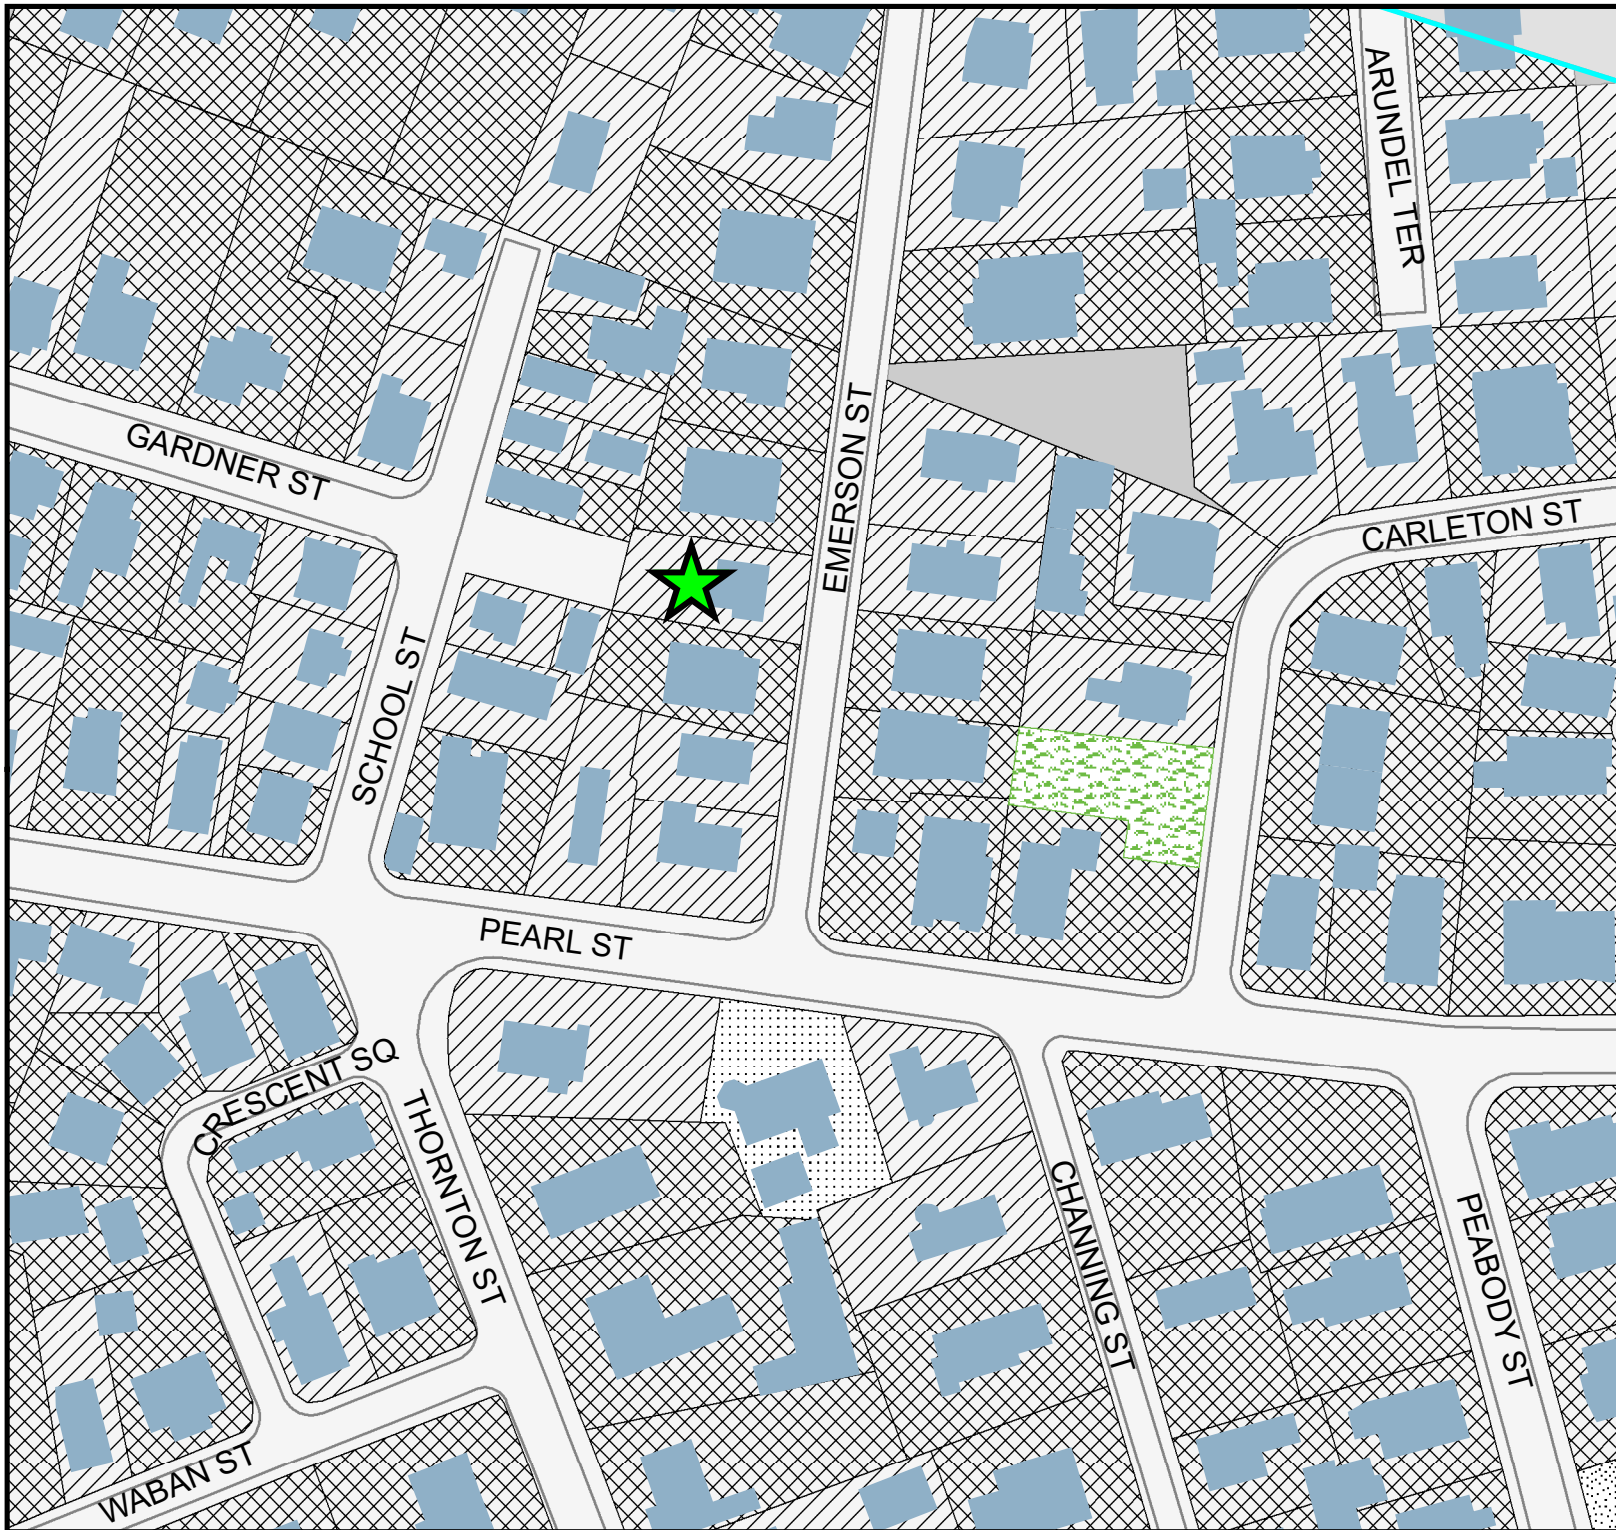 ARUNDEL TER
GARDNER ST
EMERSON ST
CARLETON ST
SCHOOL ST
PEARL ST
CRESCENT SQ
THORNTON ST
CHANNING ST
PEABODY ST
WABAN ST